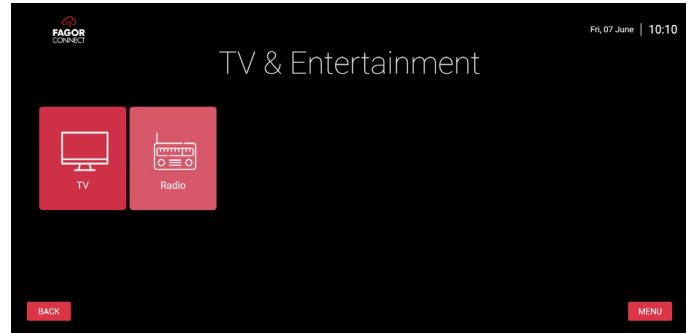 FAGOR
CONNECT
Fri, 07 June | 10:10
TV & Entertainment
TV
Radio
BACK
MENU